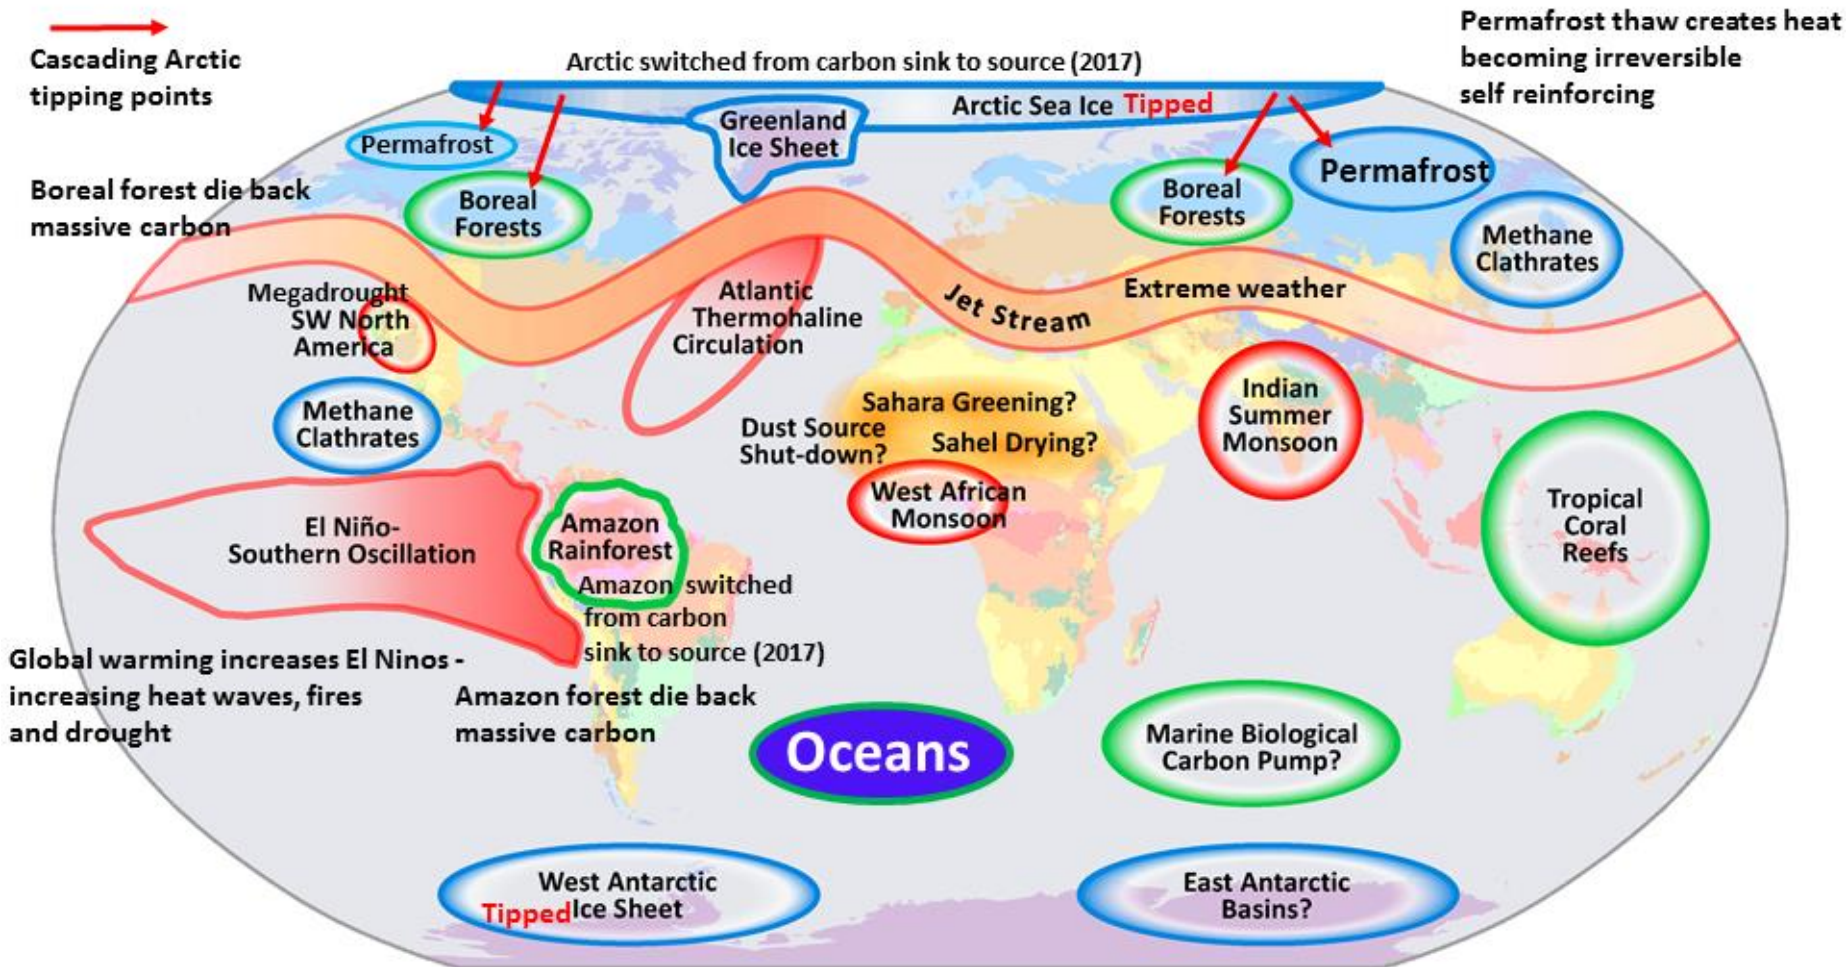 Cascading Arctic
tipping points
Arctic switched from carbon sink to source (2017)
Permafrost thaw creates heat
becoming irreversible
self reinforcing
Arctic Sea Ice Tipped
Greenland
Ice Sheet
Permafrost
Boreal forest die back
massive carbon
Boreal
Forests
Boreal
Forests
Permafrost
Methane
Clathrates
Megadrought
SW North
America
Atlantic
Thermohaline
Circulation
Jet Stream
Extreme weather
Methane
Clathrates
Sahara Greening?
Dust Source
Shut-down?
Sahel Drying?
Indian
Summer
Monsoon
West African
Monsoon
Tropical
Coral
Reefs
El Niño-
Southern Oscillation
Amazon
Rainforest
Amazon switched
from carbon
sink to source (2017)
Global warming increases El Ninos -
increasing heat waves, fires
and drought
Amazon forest die back
massive carbon
Oceans
Marine Biological
Carbon Pump?
West Antarctic
Tipped Ice Sheet
East Antarctic
Basins?